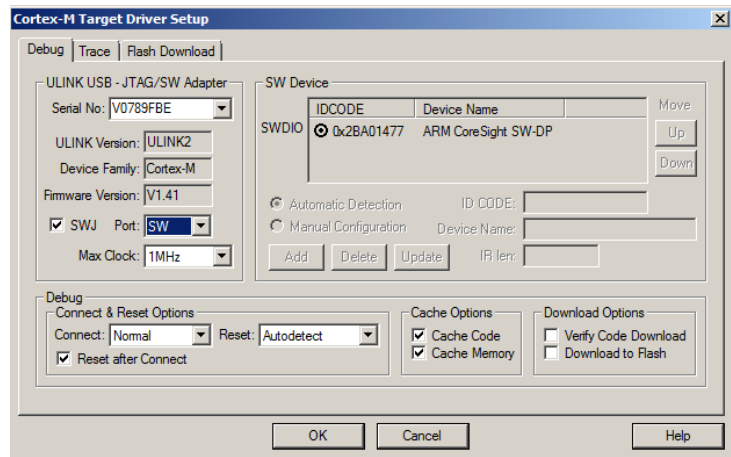 Cortex-M Target Driver Setup
Debug Trace Flash Download
ULINK USB - JTAG/SW Adapter
Serial No: V0789FBE
ULINK Version: ULINK2
Device Family: Cortex-M
Firmware Version: V1.41
SWJ Port: SW
Max Clock: 1MHz
SW Device
IDCODE Device Name
SWDIO 0x2BA01477 ARM CoreSight SW-DP
Move
Up
Down
Automatic Detection ID CODE:
Manual Configuration Device Name:
Add Delete Update IR len:
Debug
Connect & Reset Options
Connect: Normal Reset: Autodetect
Reset after Connect
Cache Options
Cache Code
Cache Memory
Download Options
Verify Code Download
Download to Flash
OK Cancel Help